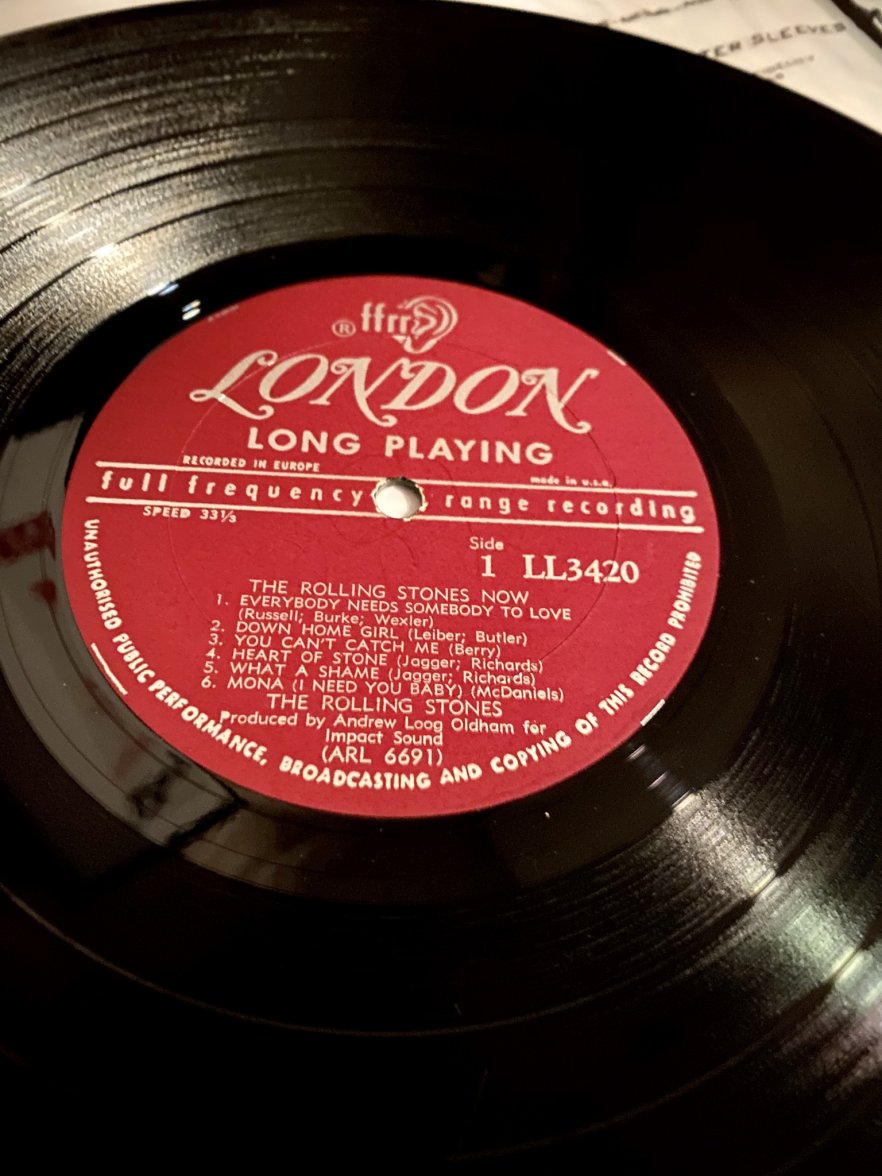 TER SLEEVES
® ffrr
LONDON
LONG PLAYING
RECORDED IN EUROPE
made in u.s.a.
full frequency range recording
SPEED 33⅓
Side
1 LL3420
THE ROLLING STONES NOW
1. EVERYBODY NEEDS SOMEBODY TO LOVE
(Russell; Burke; Wexler)
2. DOWN HOME GIRL (Leiber; Butler)
3. YOU CAN'T CATCH ME (Berry)
4. HEART OF STONE (Jagger; Richards)
5. WHAT A SHAME (Jagger; Richards)
6. MONA (I NEED YOU BABY) (McDaniels)
THE ROLLING STONES
Produced by Andrew Loog Oldham for
Impact Sound
(ARL 6691)
UNAUTHORISED PUBLIC PERFORMANCE, BROADCASTING AND COPYING OF THIS RECORD PROHIBITED